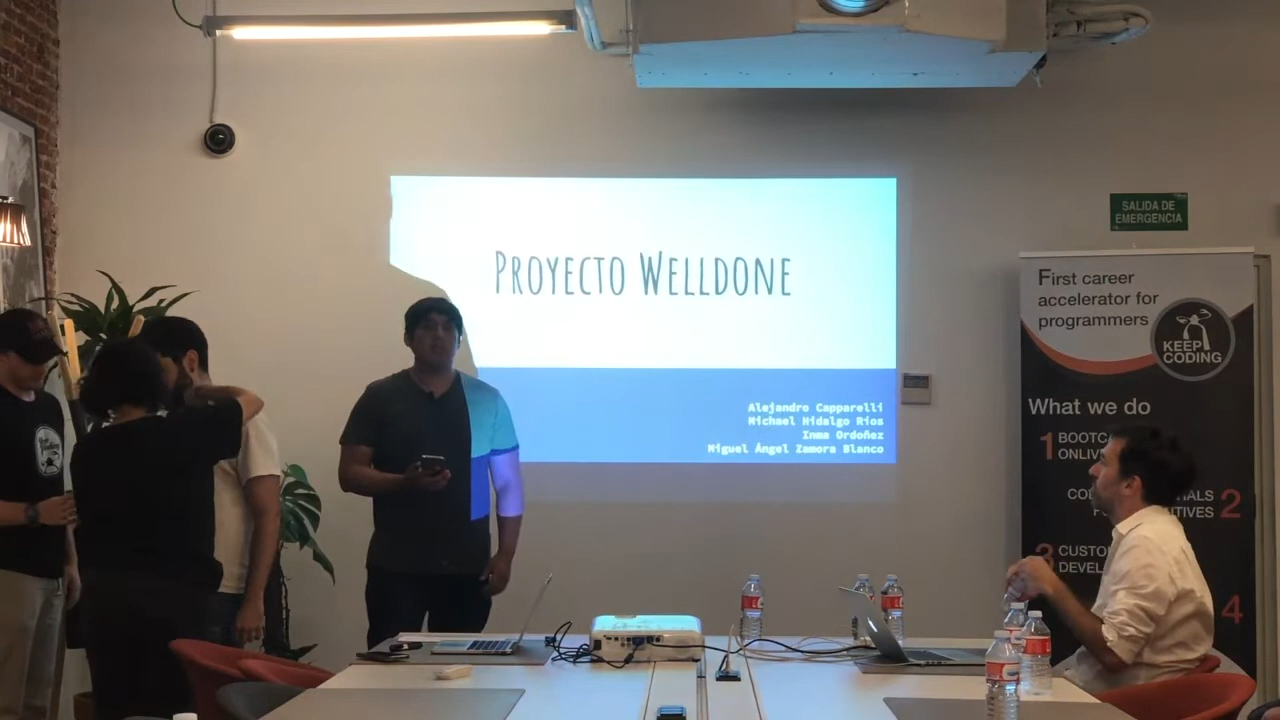 PROYECTO WELLDONE
Alejandro Capparelli
Michael Hidalgo Rios
Inma Ordoñez
Miguel Ángel Zamora Blanco
SALIDA DE
EMERGENCIA
First career
accelerator for
programmers
KEEP
CODING
What we do
1
2
3
4